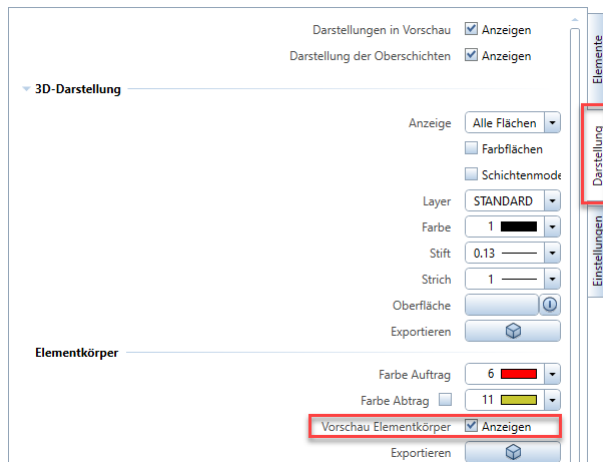 Darstellungen in Vorschau Anzeigen
Darstellung der Oberschichten Anzeigen
3D-Darstellung
Anzeige Alle Flächen
Farbflächen
Schichtenmode
Layer STANDARD
Farbe 1
Stift 0.13
Strich 1
Oberfläche
Exportieren
Elementkörper
Farbe Auftrag 6
Farbe Abtrag 11
Vorschau Elementkörper Anzeigen
Exportieren
Elemente
Darstellung
Einstellungen